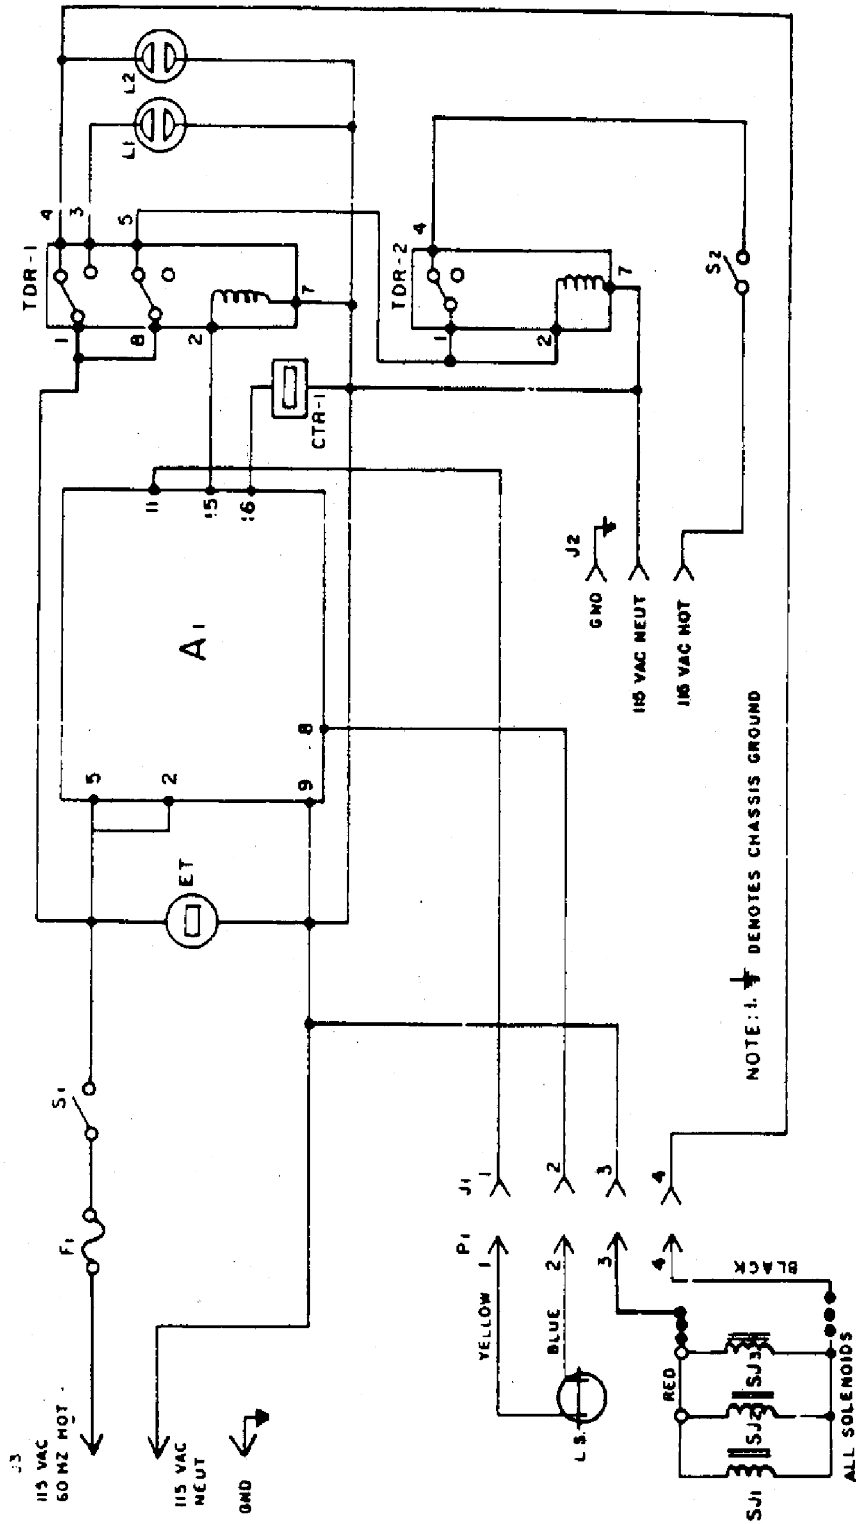 J3
115 VAC
60 HZ HOT
115 VAC
NEUT
GND
F1
S1
ET
5
2
9
8
A1
11
15
16
CTR-1
TDR-1
1
8
2
4
3
5
7
L1
L2
TDR-2
1
2
4
7
S2
J2
GND
115 VAC NEUT
115 VAC HOT
NOTE: 1. DENOTES CHASSIS GROUND
P1 J1
1 1
2 2
3 3
4 4
YELLOW
BLUE
L.S.
RED
BLACK
SJ1
SJ2
SJ3
ALL SOLENOIDS